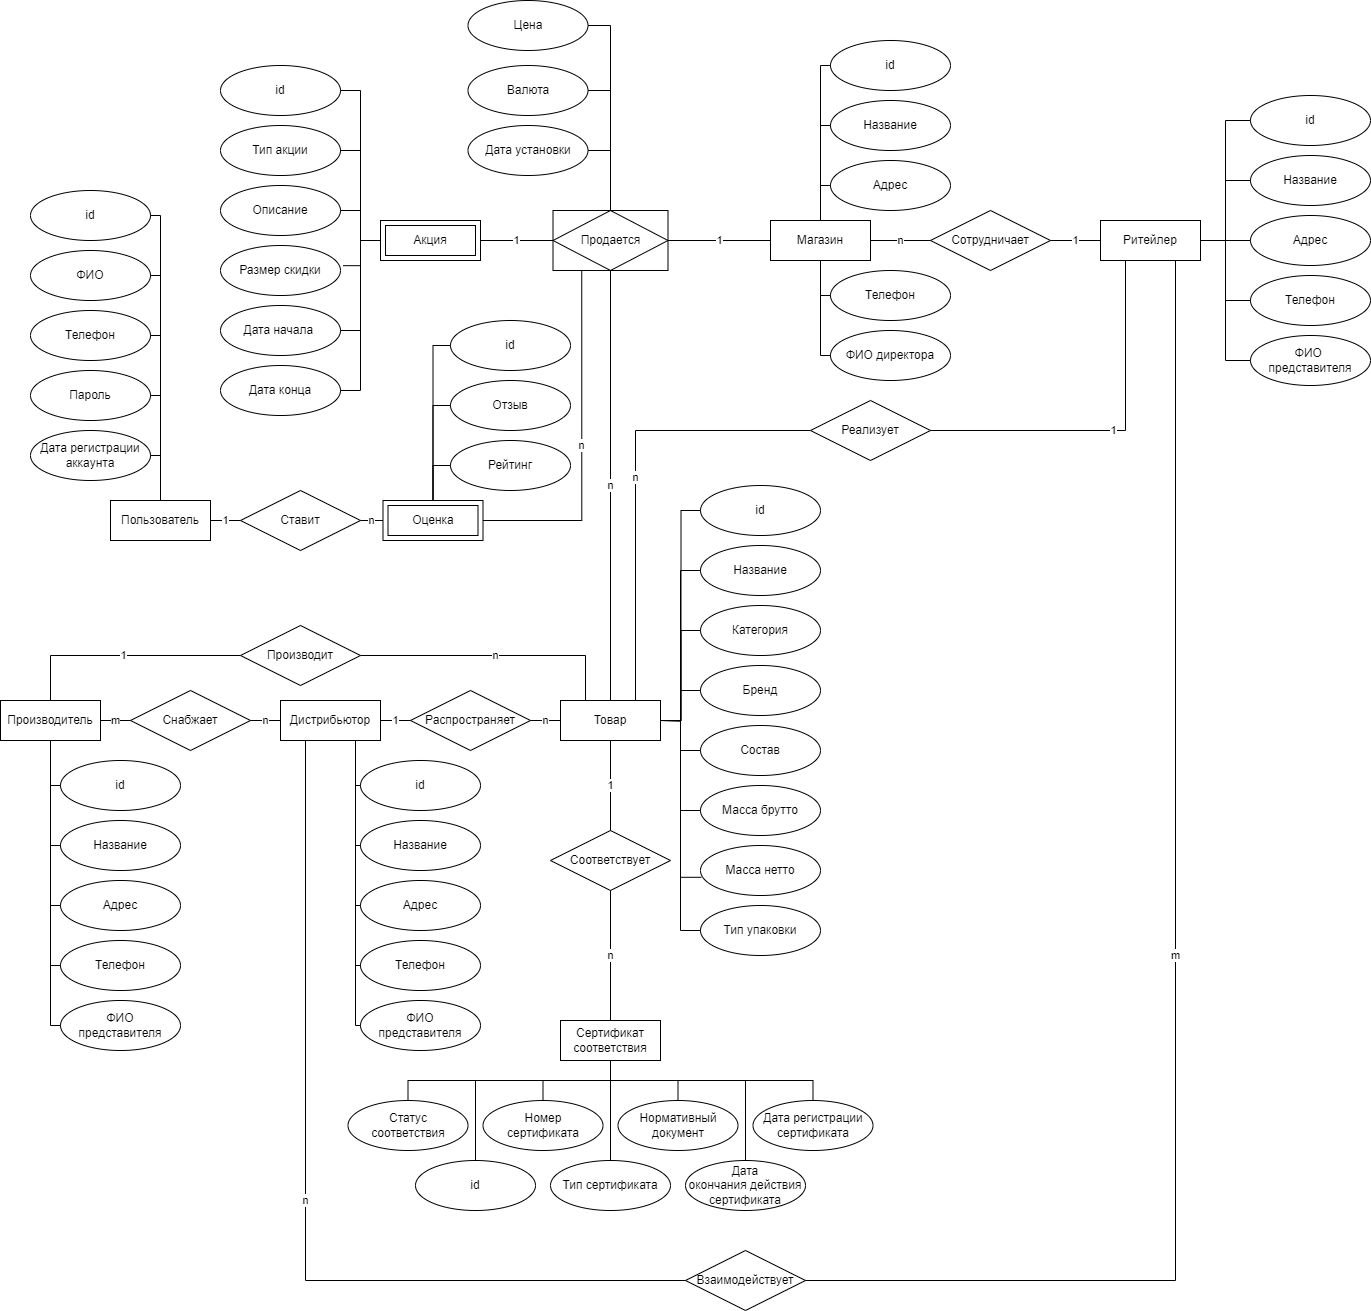 Цена
Валюта
Дата установки
id
Тип акции
Описание
Размер скидки
Дата начала
Дата конца
Акция
1
Продается
1
id
Название
Адрес
Магазин
Телефон
ФИО директора
n
Сотрудничает
1
Ритейлер
id
Название
Адрес
Телефон
ФИО
представителя
id
ФИО
Телефон
Пароль
Дата регистрации
аккаунта
Пользователь
1
Ставит
n
Оценка
id
Отзыв
Рейтинг
n
n
n
Реализует
1
id
Название
Категория
Бренд
Состав
Масса брутто
Масса нетто
Тип упаковки
1
Производит
n
Производитель
m
Снабжает
n
Дистрибьютор
1
Распространяет
n
Товар
id
Название
Адрес
Телефон
ФИО
представителя
id
Название
Адрес
Телефон
ФИО
представителя
1
Соответствует
n
m
Сертификат
соответствия
Статус
соответствия
id
Номер
сертификата
Тип сертификата
Нормативный
документ
Дата
окончания действия
сертификата
Дата регистрации
сертификата
n
Взаимодействует